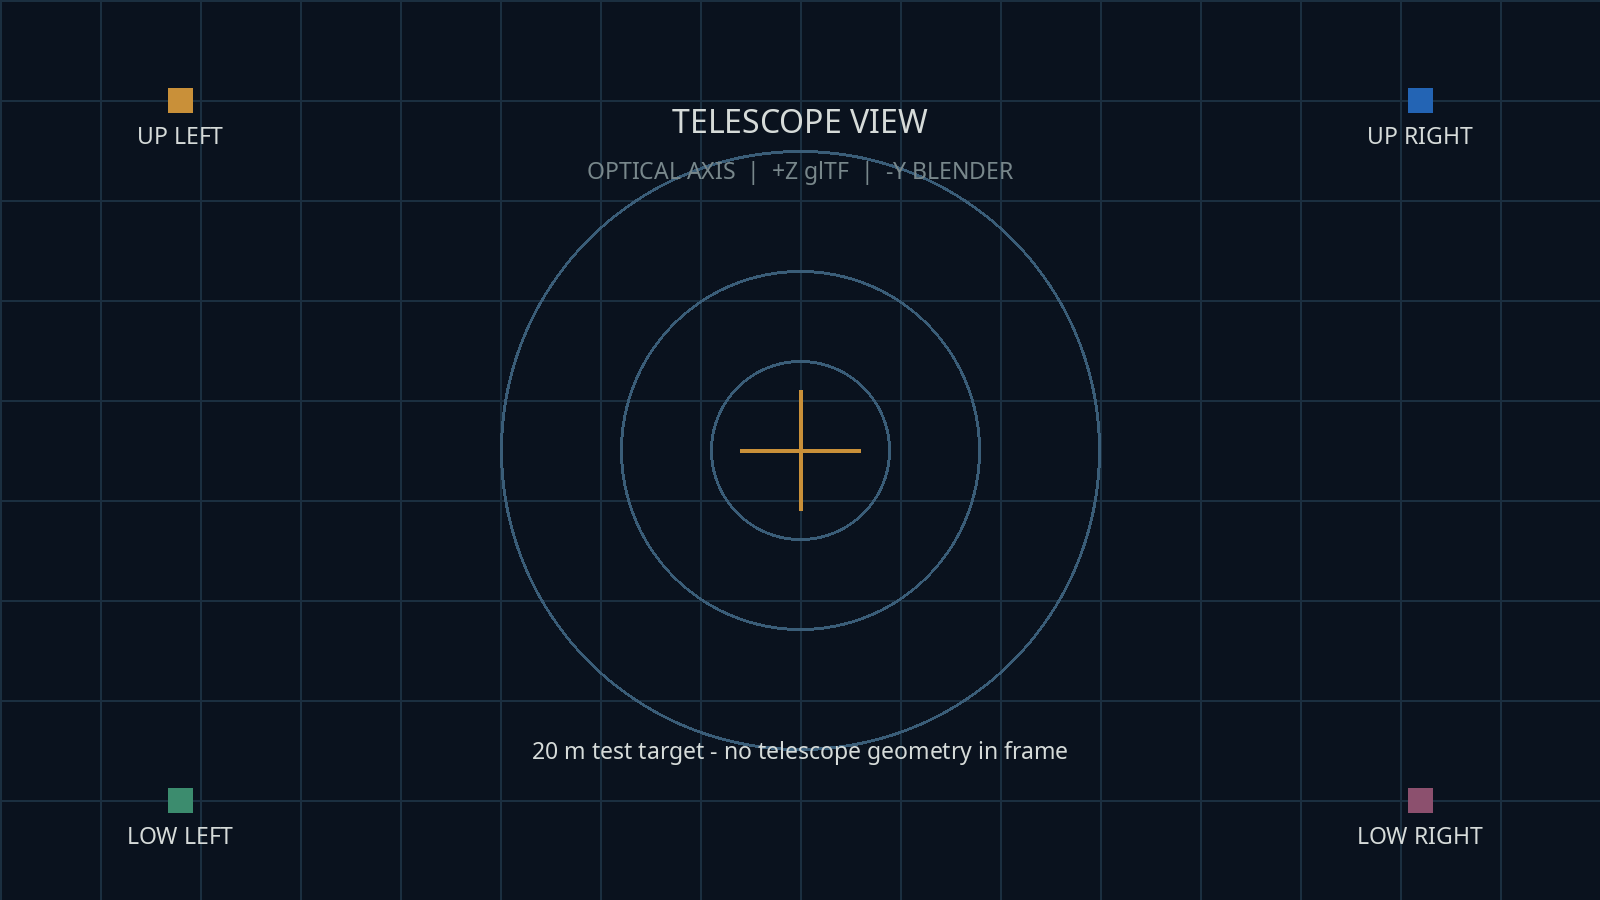 TELESCOPE VIEW
UP LEFT
UP RIGHT
OPTICAL AXIS | +Z glTF | -Y BLENDER
20 m test target - no telescope geometry in frame
LOW LEFT
LOW RIGHT